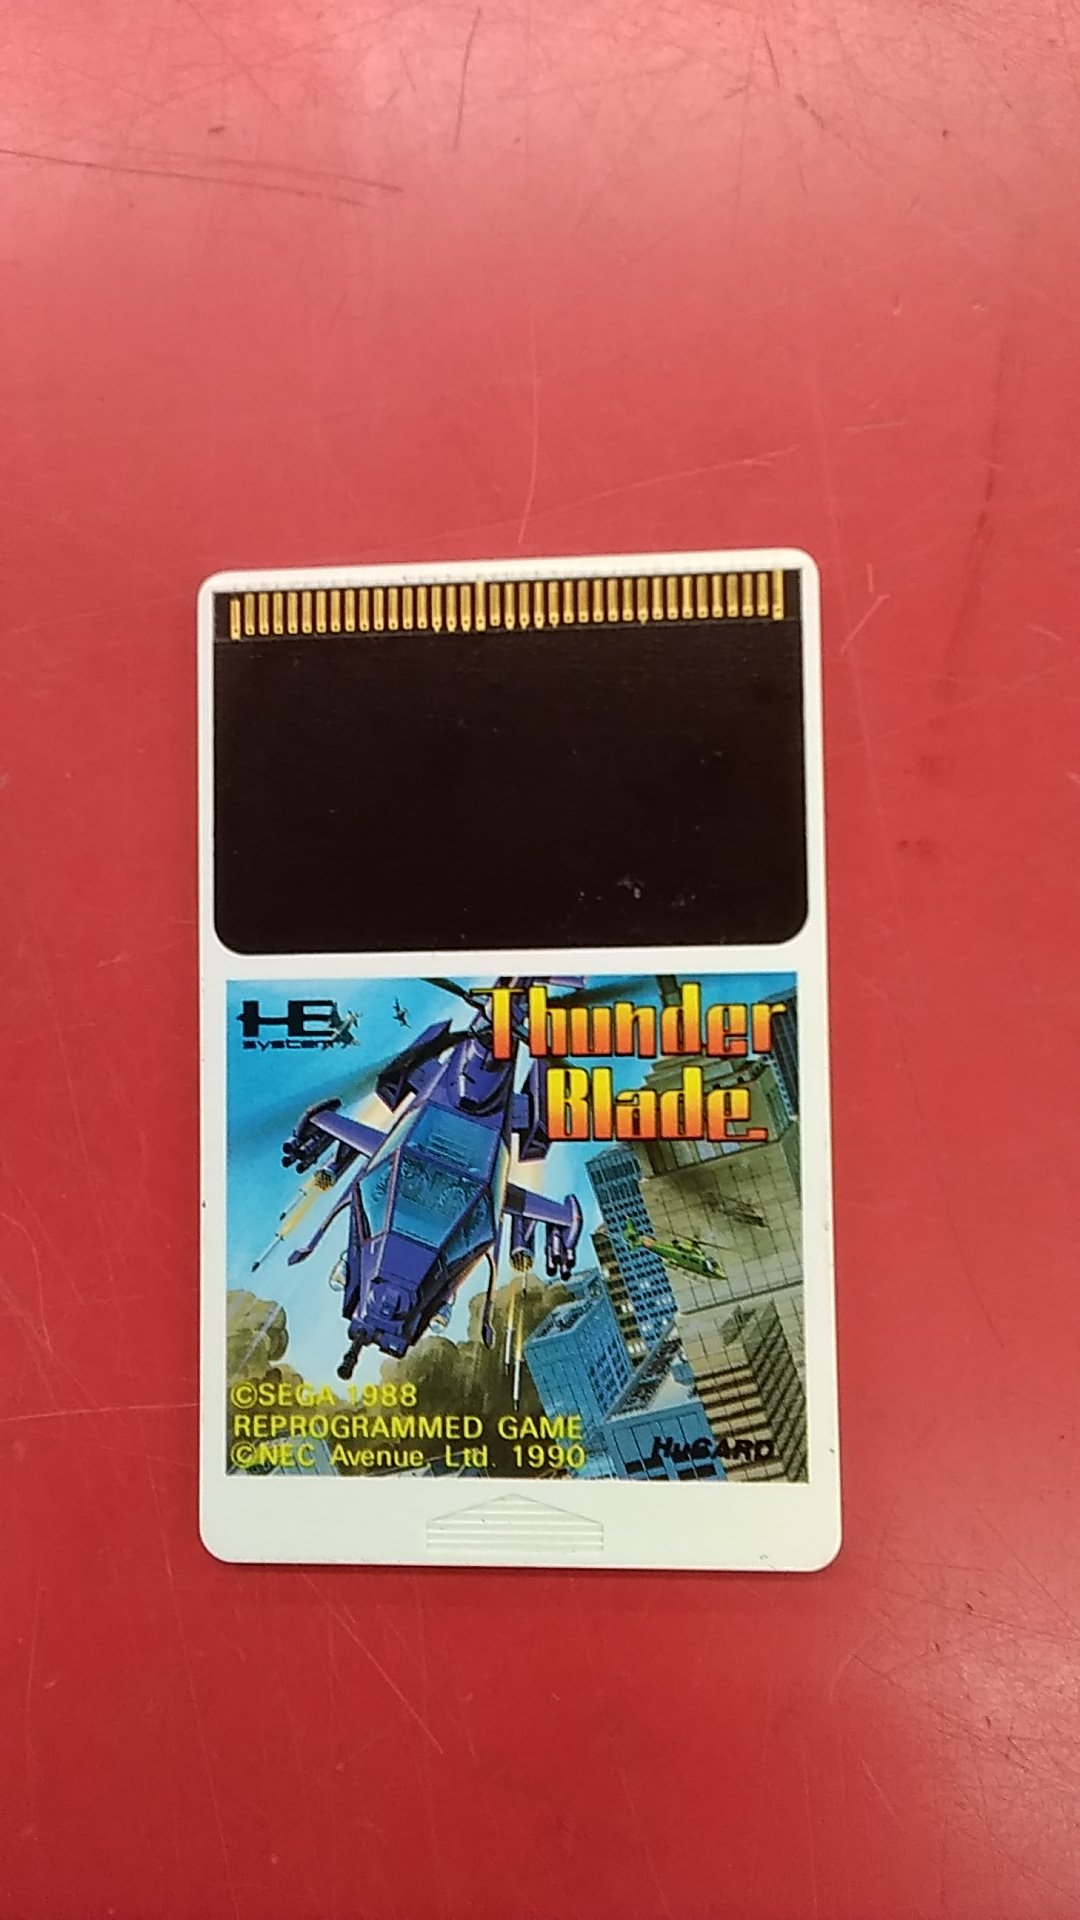 HE
system
Thunder
Blade
©SEGA 1988
REPROGRAMMED GAME
©NEC Avenue, Ltd. 1990
HuCARD